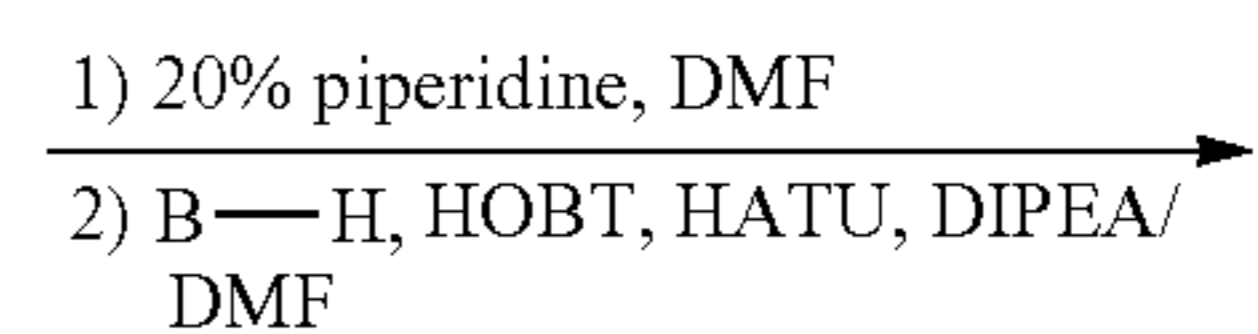 1) 20% piperidine, DMF
2) B—H, HOBT, HATU, DIPEA/
DMF